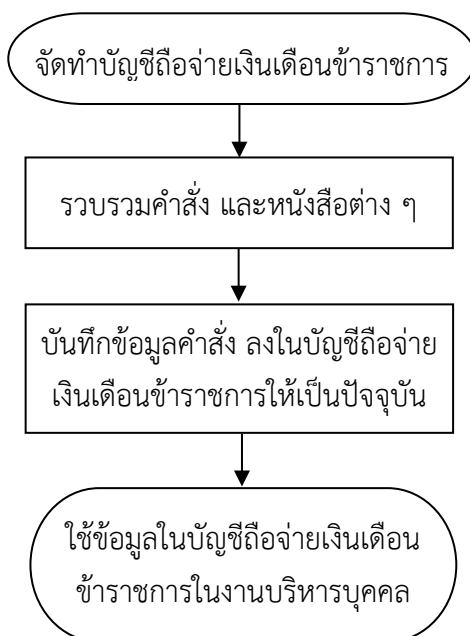 จัดทำบัญชีถือจ่ายเงินเดือนข้าราชการ
รวบรวมคำสั่ง และหนังสือต่าง ๆ
บันทึกข้อมูลคำสั่ง ลงในบัญชีถือจ่าย
เงินเดือนข้าราชการให้เป็นปัจจุบัน
ใช้ข้อมูลในบัญชีถือจ่ายเงินเดือน
ข้าราชการในงานบริหารบุคคล